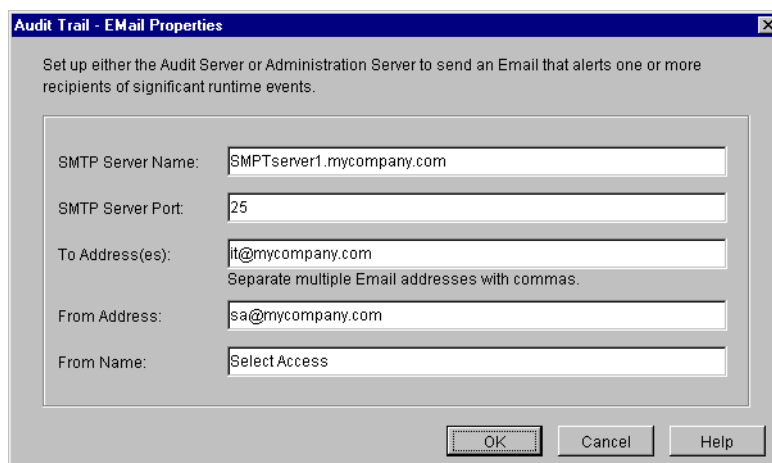 Audit Trail - EMail Properties
Set up either the Audit Server or Administration Server to send an Email that alerts one or more
recipients of significant runtime events.
SMTP Server Name: SMPTserver1.mycompany.com
SMTP Server Port: 25
To Address(es): it@mycompany.com
Separate multiple Email addresses with commas.
From Address: sa@mycompany.com
From Name: Select Access
OK Cancel Help